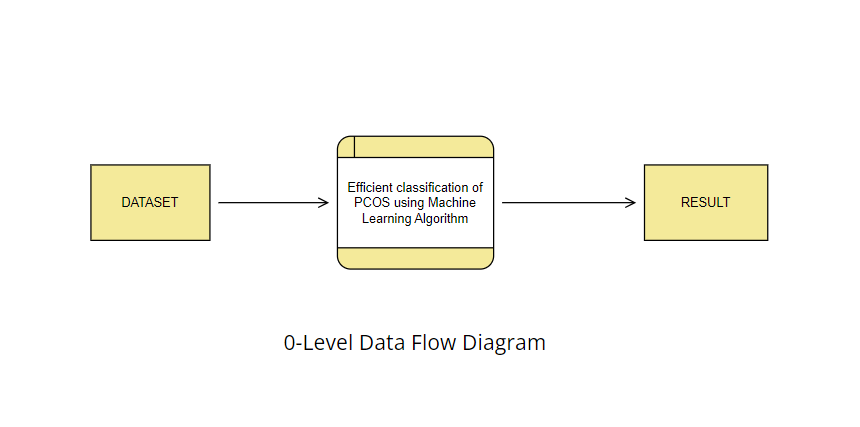 DATASET
Efficient classification of
PCOS using Machine
Learning Algorithm
RESULT
0-Level Data Flow Diagram